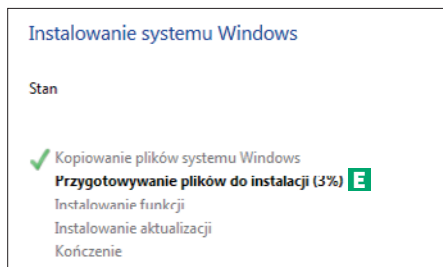 Instalowanie systemu Windows
Stan
Kopiowanie plików systemu Windows
Przygotowywanie plików do instalacji (3%) E
Instalowanie funkcji
Instalowanie aktualizacji
Kończenie